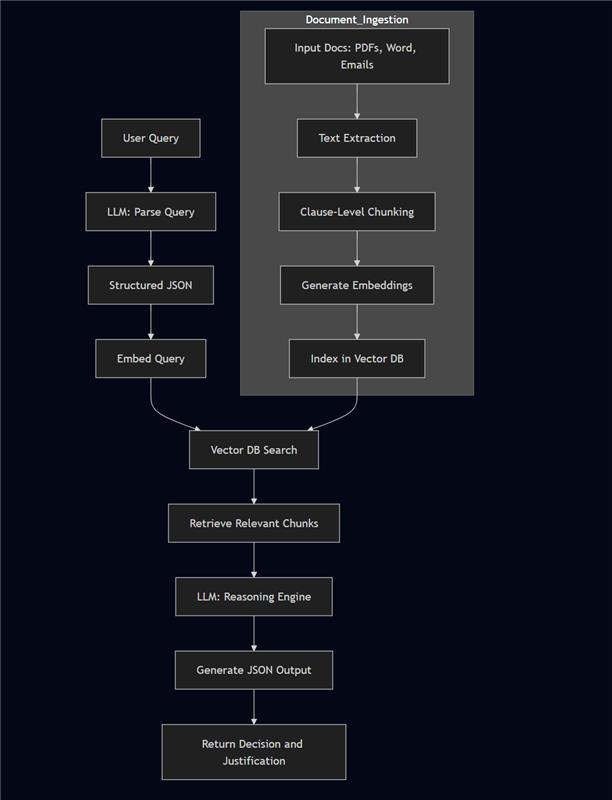 Document_Ingestion
Input Docs: PDFs, Word,
Emails
User Query
Text Extraction
LLM: Parse Query
Clause-Level Chunking
Structured JSON
Generate Embeddings
Embed Query
Index in Vector DB
Vector DB Search
Retrieve Relevant Chunks
LLM: Reasoning Engine
Generate JSON Output
Return Decision and
Justification